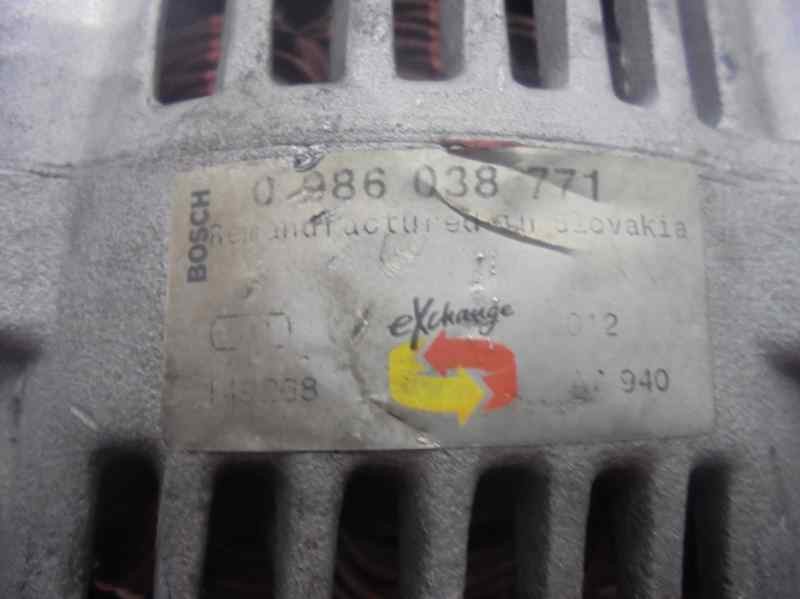 BOSCH
0 986 038 771
Remanufactured in Slovakia
eXchange
012
940